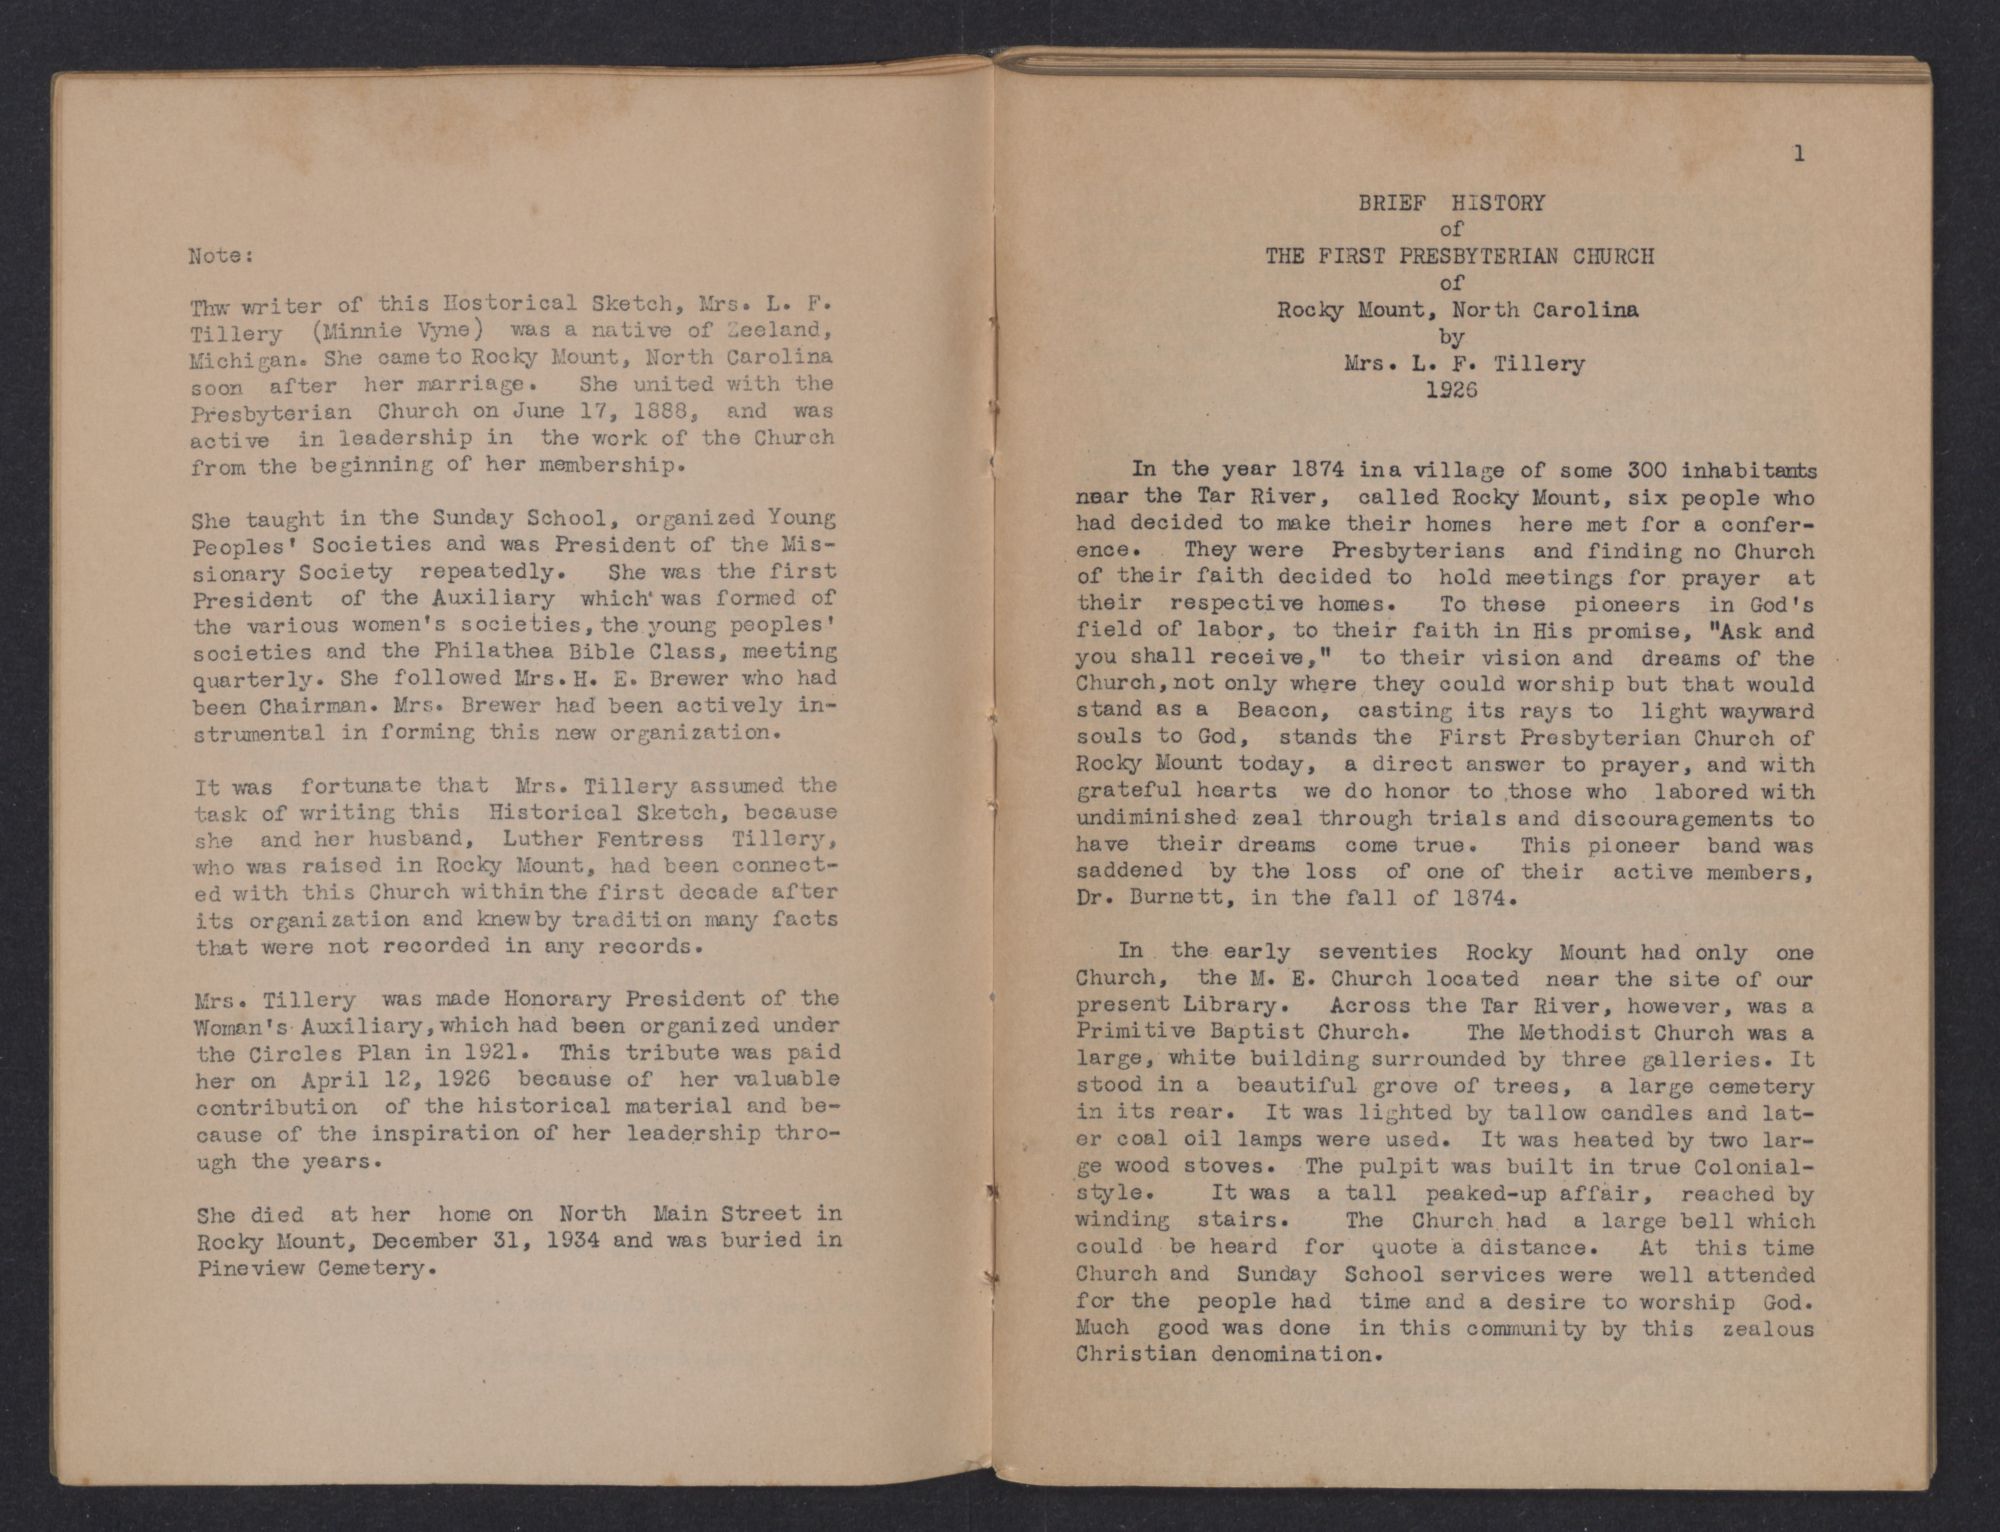 Note:
Thw writer of this Hostorical Sketch, Mrs. L. F.
Tillery (Minnie Vyne) was a native of Zeeland,
Michigan. She came to Rocky Mount, North Carolina
soon after her marriage. She united with the
Presbyterian Church on June 17, 1888, and was
active in leadership in the work of the Church
from the beginning of her membership.
She taught in the Sunday School, organized Young
Peoples' Societies and was President of the Mis-
sionary Society repeatedly. She was the first
President of the Auxiliary which was formed of
the various women's societies, the young peoples'
societies and the Philathea Bible Class, meeting
quarterly. She followed Mrs. H. E. Brewer who had
been Chairman. Mrs. Brewer had been actively in-
strumental in forming this new organization.
It was fortunate that Mrs. Tillery assumed the
task of writing this Historical Sketch, because
she and her husband, Luther Fentress Tillery,
who was raised in Rocky Mount, had been connect-
ed with this Church within the first decade after
its organization and knew by tradition many facts
that were not recorded in any records.
Mrs. Tillery was made Honorary President of the
Woman's Auxiliary, which had been organized under
the Circles Plan in 1921. This tribute was paid
her on April 12, 1926 because of her valuable
contribution of the historical material and be-
cause of the inspiration of her leadership thro-
ugh the years.
She died at her home on North Main Street in
Rocky Mount, December 31, 1934 and was buried in
Pineview Cemetery.
1
BRIEF HISTORY
of
THE FIRST PRESBYTERIAN CHURCH
of
Rocky Mount, North Carolina
by
Mrs. L. F. Tillery
1926
In the year 1874 in a village of some 300 inhabitants
near the Tar River, called Rocky Mount, six people who
had decided to make their homes here met for a confer-
ence. They were Presbyterians and finding no Church
of their faith decided to hold meetings for prayer at
their respective homes. To these pioneers in God's
field of labor, to their faith in His promise, "Ask and
you shall receive," to their vision and dreams of the
Church, not only where they could worship but that would
stand as a Beacon, casting its rays to light wayward
souls to God, stands the First Presbyterian Church of
Rocky Mount today, a direct answer to prayer, and with
grateful hearts we do honor to those who labored with
undiminished zeal through trials and discouragements to
have their dreams come true. This pioneer band was
saddened by the loss of one of their active members,
Dr. Burnett, in the fall of 1874.
In the early seventies Rocky Mount had only one
Church, the M. E. Church located near the site of our
present Library. Across the Tar River, however, was a
Primitive Baptist Church. The Methodist Church was a
large, white building surrounded by three galleries. It
stood in a beautiful grove of trees, a large cemetery
in its rear. It was lighted by tallow candles and lat-
er coal oil lamps were used. It was heated by two lar-
ge wood stoves. The pulpit was built in true Colonial-
style. It was a tall peaked-up affair, reached by
winding stairs. The Church had a large bell which
could be heard for quote a distance. At this time
Church and Sunday School services were well attended
for the people had time and a desire to worship God.
Much good was done in this community by this zealous
Christian denomination.